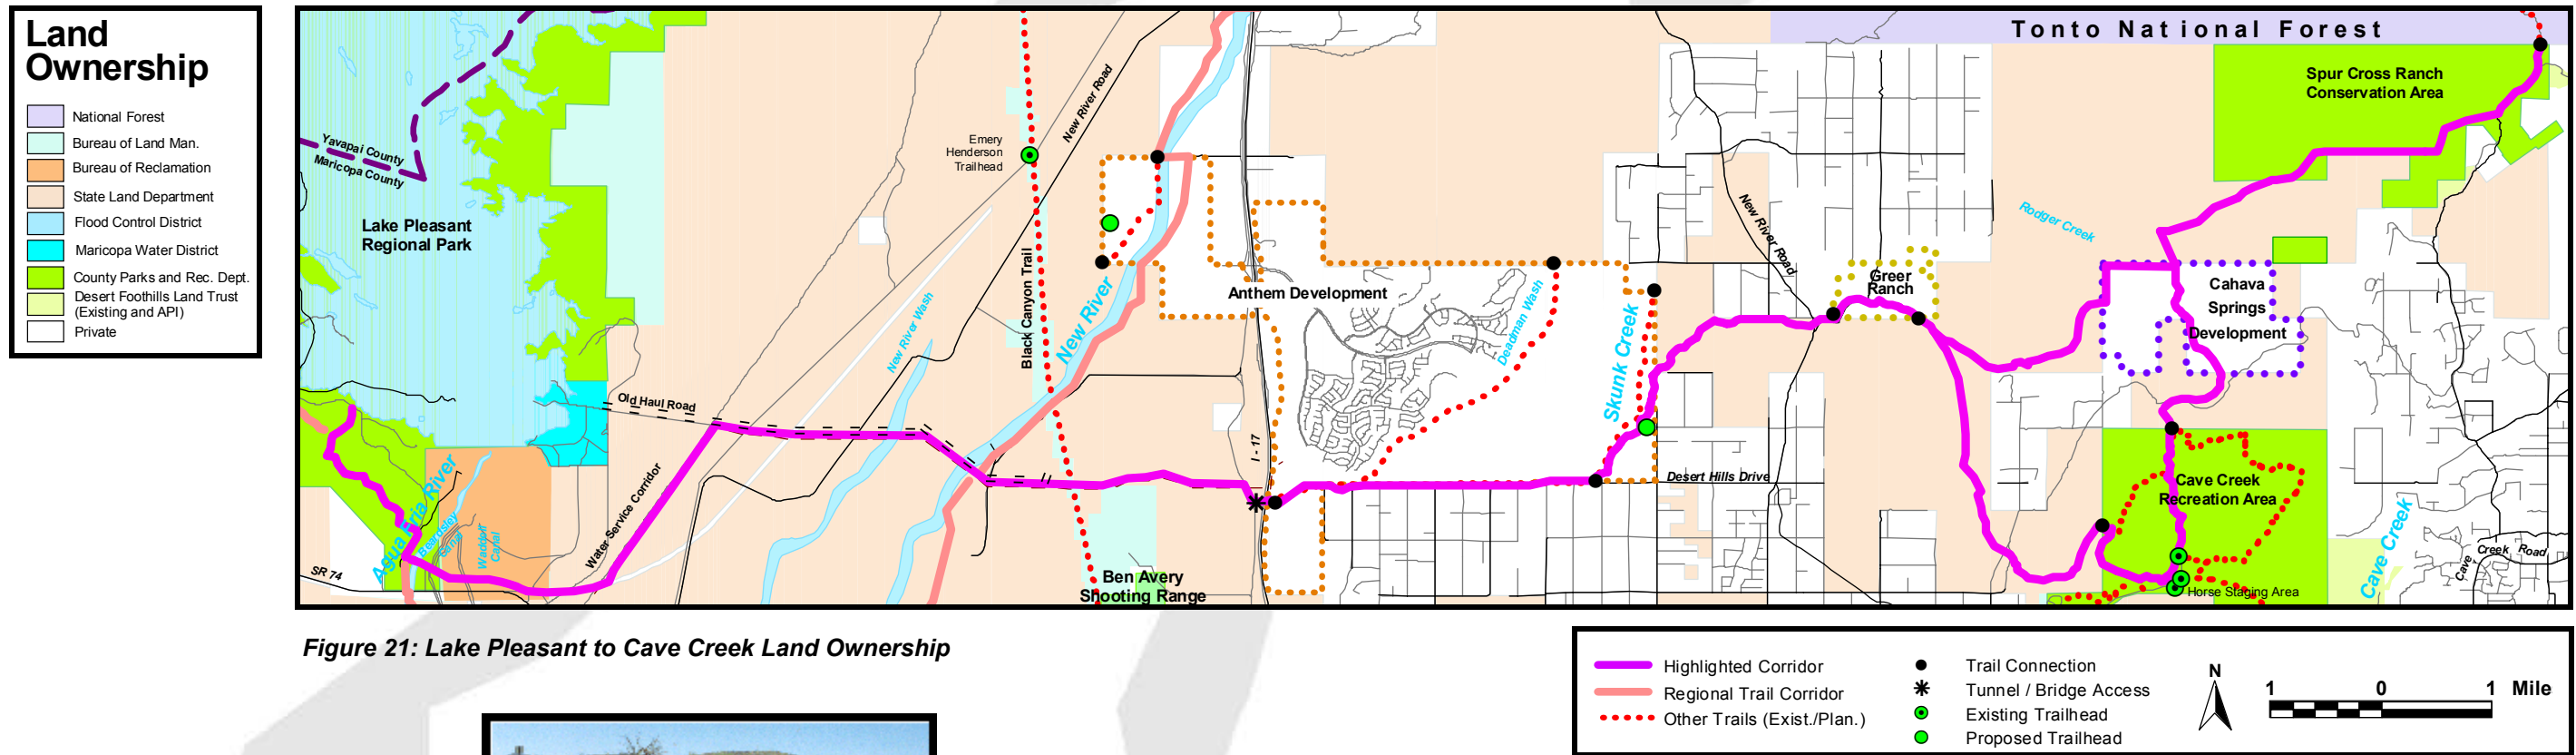 Land
Ownership
National Forest
Bureau of Land Man.
Bureau of Reclamation
State Land Department
Flood Control District
Maricopa Water District
County Parks and Rec. Dept.
Desert Foothills Land Trust
(Existing and API)
Private
Tonto National Forest
Spur Cross Ranch
Conservation Area
Yavapai County
Maricopa County
Lake Pleasant
Regional Park
Emery
Henderson
Trailhead
New River Road
Black Canyon Trail
New River
New River Wash
Anthem Development
Deadman Wash
Skunk Creek
New River Road
Greer
Ranch
Rodger Creek
Cahava
Springs
Development
Old Haul Road
Water Service Corridor
I - 17
Desert Hills Drive
Agua Fria River
Beardsley
Canal
Waddell
Canal
SR 74
Ben Avery
Shooting Range
Cave Creek
Recreation Area
Horse Staging Area
Cave Creek
Cave Creek Road
Figure 21: Lake Pleasant to Cave Creek Land Ownership
Highlighted Corridor
Regional Trail Corridor
Other Trails (Exist./Plan.)
Trail Connection
Tunnel / Bridge Access
Existing Trailhead
Proposed Trailhead
N
1 0 1 Mile